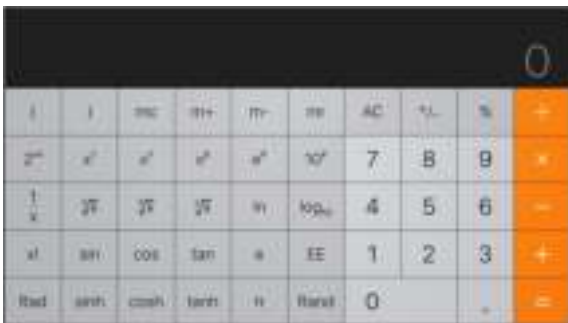 0
( ) mc m+ m- mr AC +/- % ÷
7 8 9 ×
ln log₁₀ 4 5 6 −
x! sin cos tan e EE 1 2 3 +
Rad sinh cosh tanh π Rand 0 . =